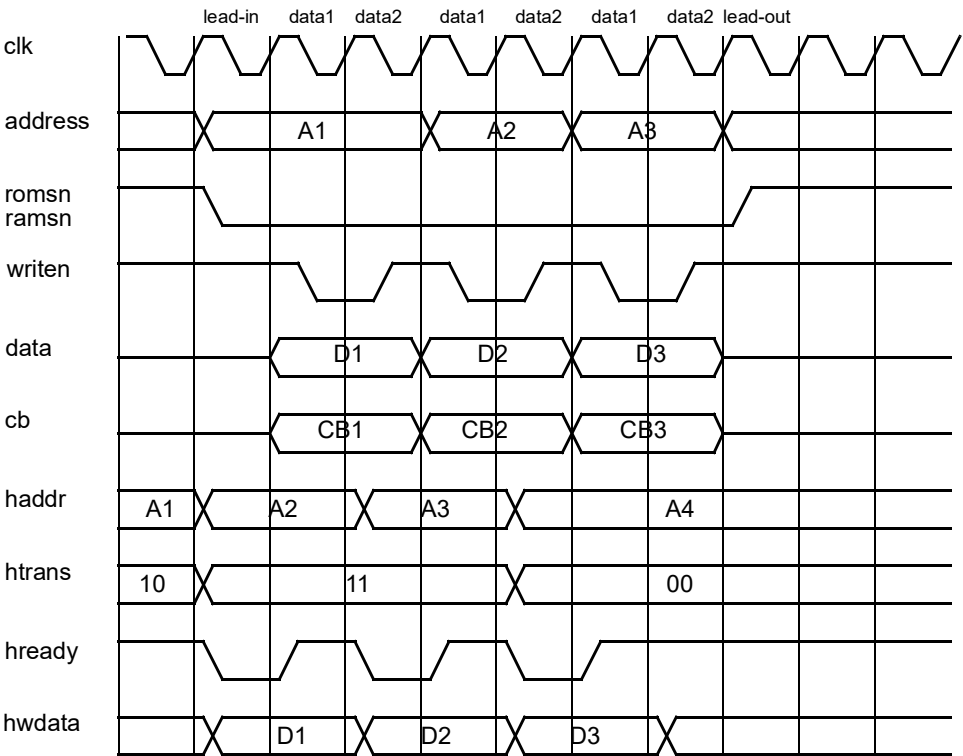 lead-in data1 data2 data1 data2 data1 data2 lead-out
clk
address A1 A2 A3
romsn
ramsn
writen
data D1 D2 D3
cb CB1 CB2 CB3
haddr A1 A2 A3 A4
htrans 10 11 00
hready
hwdata D1 D2 D3